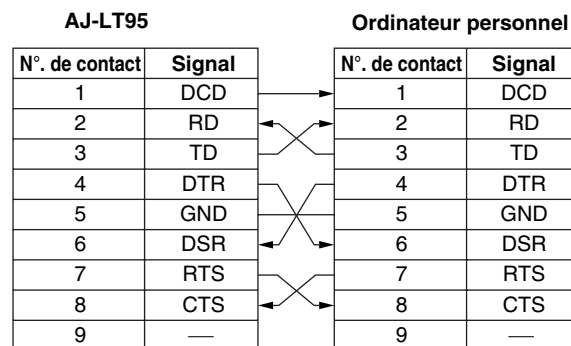 AJ-LT95 Ordinateur personnel
N°. de contact Signal N°. de contact Signal
1 DCD 1 DCD
2 RD 2 RD
3 TD 3 TD
4 DTR 4 DTR
5 GND 5 GND
6 DSR 6 DSR
7 RTS 7 RTS
8 CTS 8 CTS
9 — 9 —